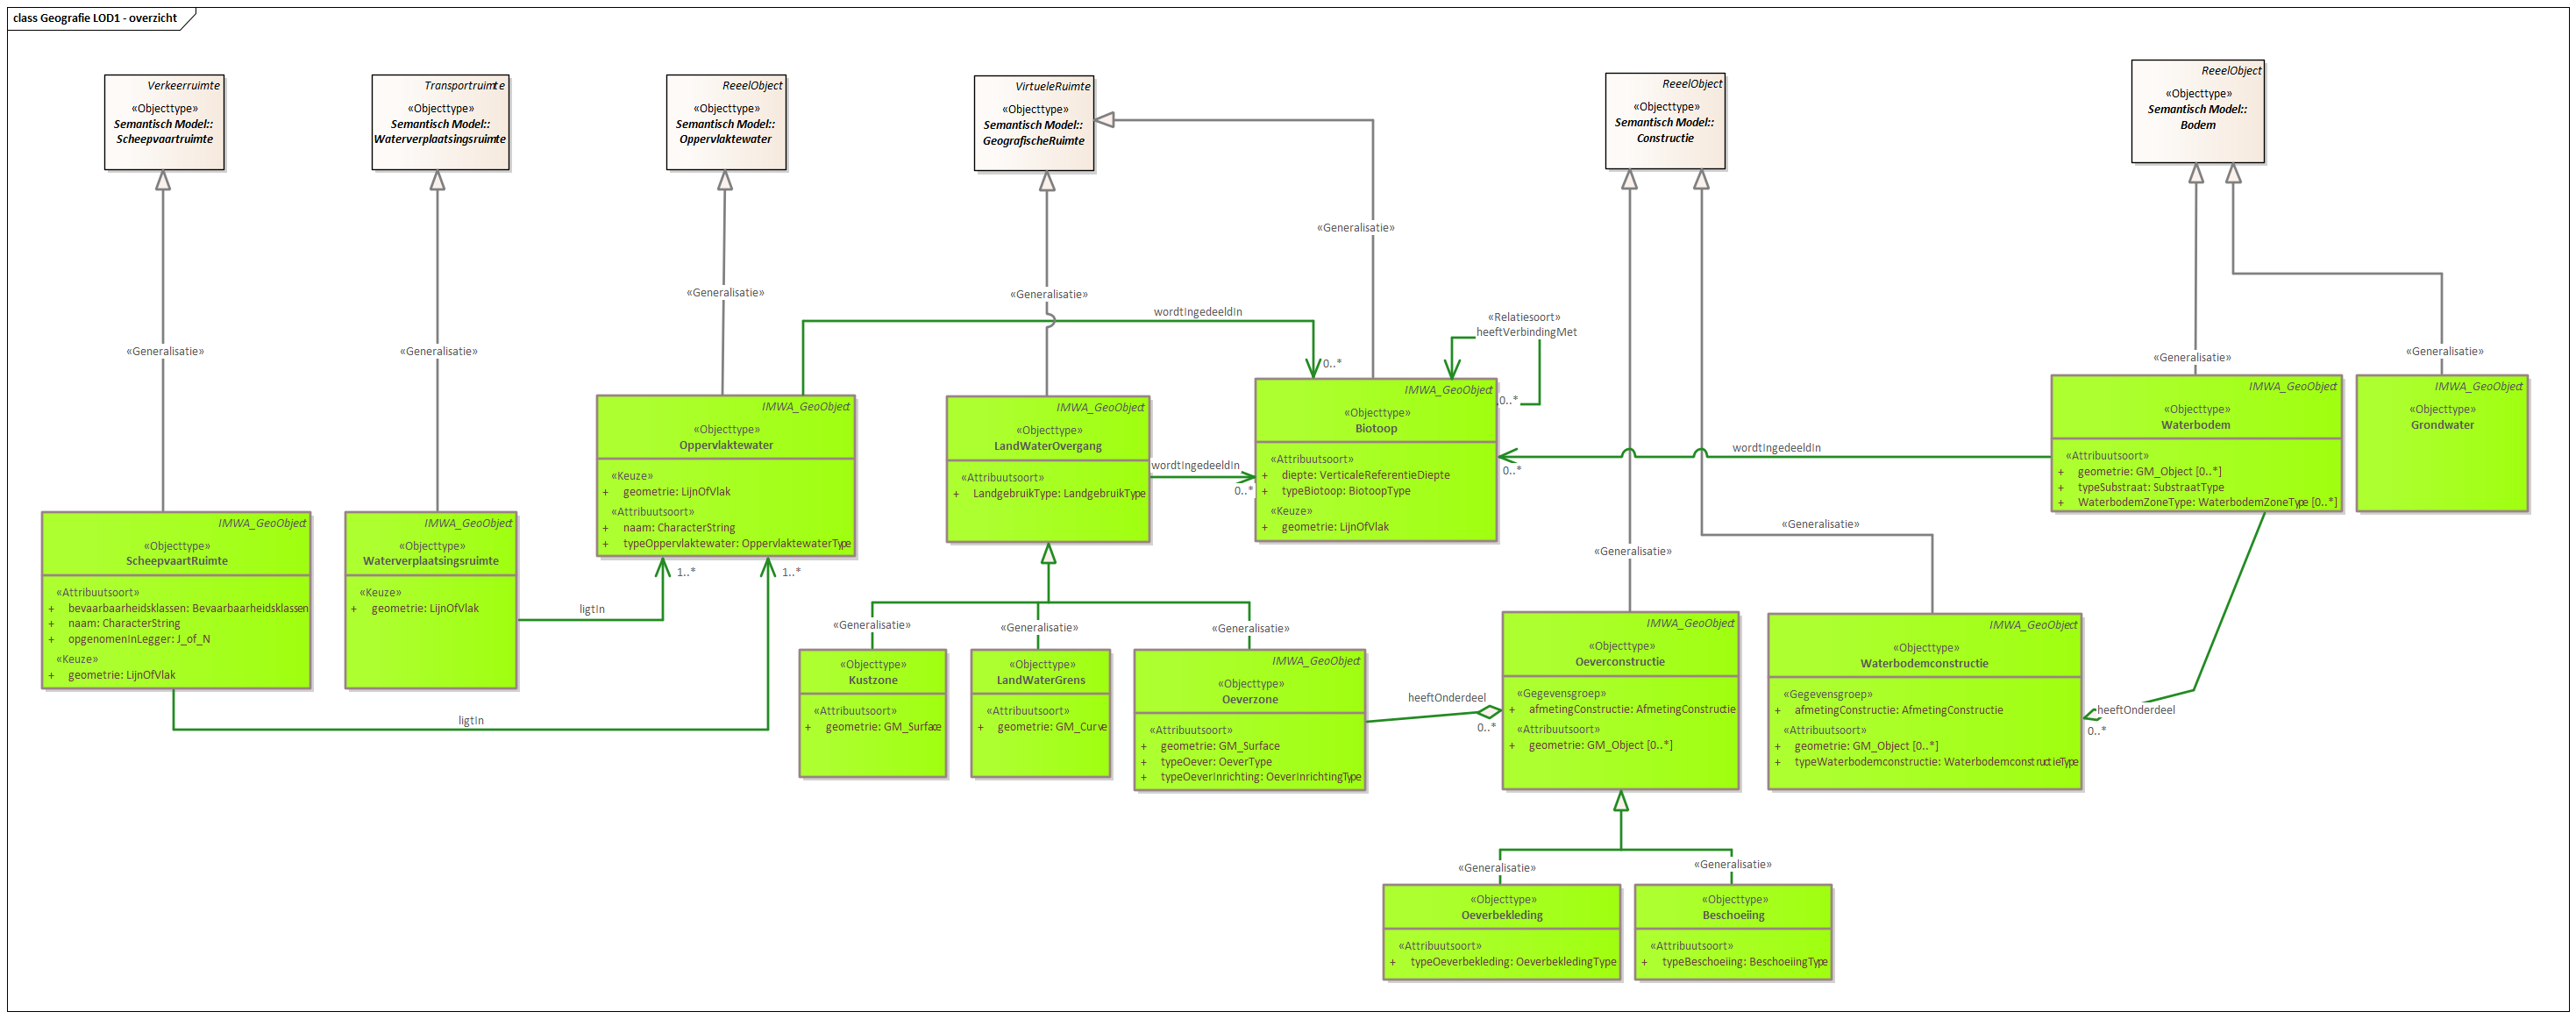 class Geografie LOD1 - overzicht
Verkeerruimte
«Objecttype»
Semantisch Model::
Scheepvaartruimte
Transportruimte
«Objecttype»
Semantisch Model::
Waterverplaatsingsruimte
ReeelObject
«Objecttype»
Semantisch Model::
Oppervlaktewater
VirtueleRuimte
«Objecttype»
Semantisch Model::
GeografischeRuimte
ReeelObject
«Objecttype»
Semantisch Model::
Constructie
ReeelObject
«Objecttype»
Semantisch Model::
Bodem
«Generalisatie»
«Generalisatie»
«Generalisatie»
«Generalisatie»
«Generalisatie»
«Generalisatie»
«Generalisatie»
«Generalisatie»
«Generalisatie»
wordtIngedeeldIn
0..*
«Relatiesoort»
heeftVerbindingMet
0..*
wordtIngedeeldIn
0..*
wordtIngedeeldIn
0..*
IMWA_GeoObject
«Objecttype»
ScheepvaartRuimte
«Attribuutsoort»
+ bevaarbaarheidsklassen: Bevaarbaarheidsklassen
+ naam: CharacterString
+ opgenomenInLegger: J_of_N
«Keuze»
+ geometrie: LijnOfVlak
IMWA_GeoObject
«Objecttype»
Waterverplaatsingsruimte
«Keuze»
+ geometrie: LijnOfVlak
ligtIn
1..*
ligtIn
1..*
IMWA_GeoObject
«Objecttype»
Oppervlaktewater
«Keuze»
+ geometrie: LijnOfVlak
«Attribuutsoort»
+ naam: CharacterString
+ typeOppervlaktewater: OppervlaktewaterType
IMWA_GeoObject
«Objecttype»
LandWaterOvergang
«Attribuutsoort»
+ LandgebruikType: LandgebruikType
IMWA_GeoObject
«Objecttype»
Biotoop
«Attribuutsoort»
+ diepte: VerticaleReferentieDiepte
+ typeBiotoop: BiotoopType
«Keuze»
+ geometrie: LijnOfVlak
IMWA_GeoObject
«Objecttype»
Waterbodem
«Attribuutsoort»
+ geometrie: GM_Object [0..*]
+ typeSubstraat: SubstraatType
+ WaterbodemZoneType: WaterbodemZoneType [0..*]
IMWA_GeoObject
«Objecttype»
Grondwater
«Generalisatie»
«Generalisatie»
«Generalisatie»
«Objecttype»
Kustzone
«Attribuutsoort»
+ geometrie: GM_Surface
«Objecttype»
LandWaterGrens
«Attribuutsoort»
+ geometrie: GM_Curve
IMWA_GeoObject
«Objecttype»
Oeverzone
«Attribuutsoort»
+ geometrie: GM_Surface
+ typeOever: OeverType
+ typeOeverInrichting: OeverInrichtingType
heeftOnderdeel
0..*
IMWA_GeoObject
«Objecttype»
Oeverconstructie
«Gegevensgroep»
+ afmetingConstructie: AfmetingConstructie
«Attribuutsoort»
+ geometrie: GM_Object [0..*]
IMWA_GeoObject
«Objecttype»
Waterbodemconstructie
«Gegevensgroep»
+ afmetingConstructie: AfmetingConstructie
«Attribuutsoort»
+ geometrie: GM_Object [0..*]
+ typeWaterbodemconstructie: WaterbodemconstructieType
heeftOnderdeel
0..*
«Generalisatie»
«Generalisatie»
«Objecttype»
Oeverbekleding
«Attribuutsoort»
+ typeOeverbekleding: OeverbekledingType
«Objecttype»
Beschoeiing
«Attribuutsoort»
+ typeBeschoeiing: BeschoeiingType